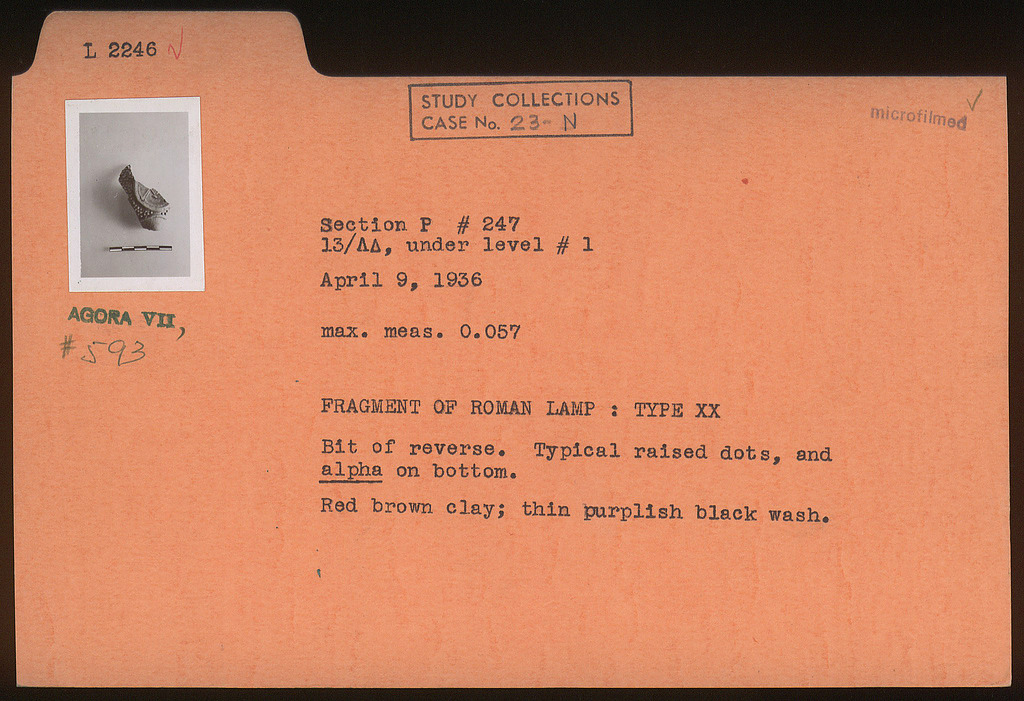 L 2246 ✓
STUDY COLLECTIONS
CASE No. 23-N
microfilmed ✓
AGORA VII,
# 593
Section P # 247
13/ΛΔ, under level # 1
April 9, 1936
max. meas. 0.057
FRAGMENT OF ROMAN LAMP : TYPE XX
Bit of reverse. Typical raised dots, and
alpha on bottom.
Red brown clay; thin purplish black wash.